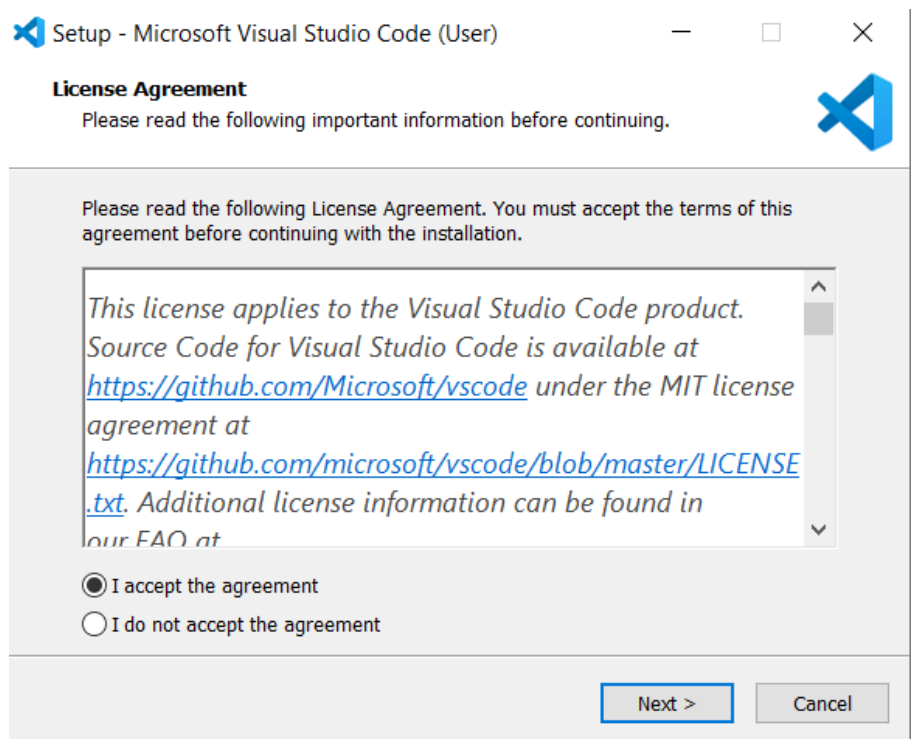 Setup - Microsoft Visual Studio Code (User)
License Agreement
Please read the following important information before continuing.
Please read the following License Agreement. You must accept the terms of this
agreement before continuing with the installation.
This license applies to the Visual Studio Code product.
Source Code for Visual Studio Code is available at
https://github.com/Microsoft/vscode under the MIT license
agreement at
https://github.com/microsoft/vscode/blob/master/LICENSE
.txt. Additional license information can be found in
our FAQ at
I accept the agreement
I do not accept the agreement
Next >
Cancel